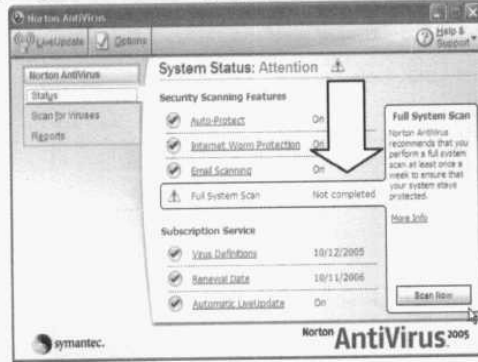 Norton AntiVirus
LiveUpdate Options Help & Support
Norton AntiVirus
Status
Scan for Viruses
Reports
System Status: Attention
Security Scanning Features
Auto-Protect On
Internet Worm Protection On
Email Scanning On
Full System Scan Not completed
Subscription Service
Virus Definitions 10/12/2005
Renewal Date 10/11/2006
Automatic LiveUpdate On
Full System Scan
Norton AntiVirus
recommends that you
perform a full system
scan at least once a
week to ensure that
your system stays
protected.
More Info
Scan Now
symantec.
Norton AntiVirus 2005